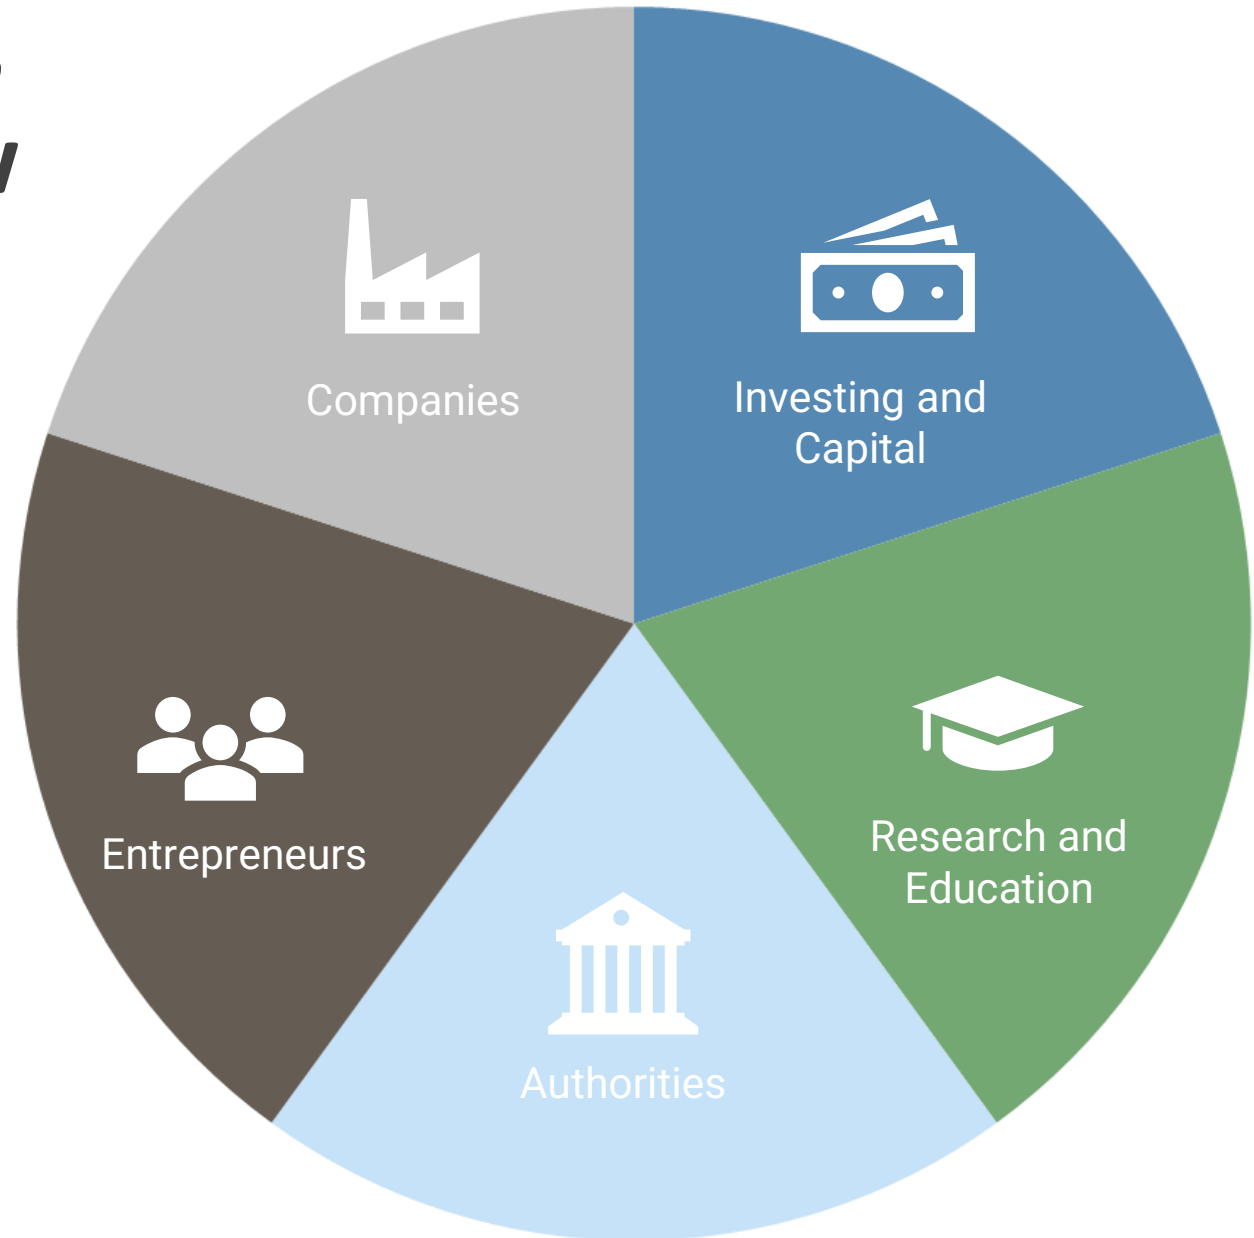 Companies
Investing and
Capital
Research and
Education
Entrepreneurs
Authorities